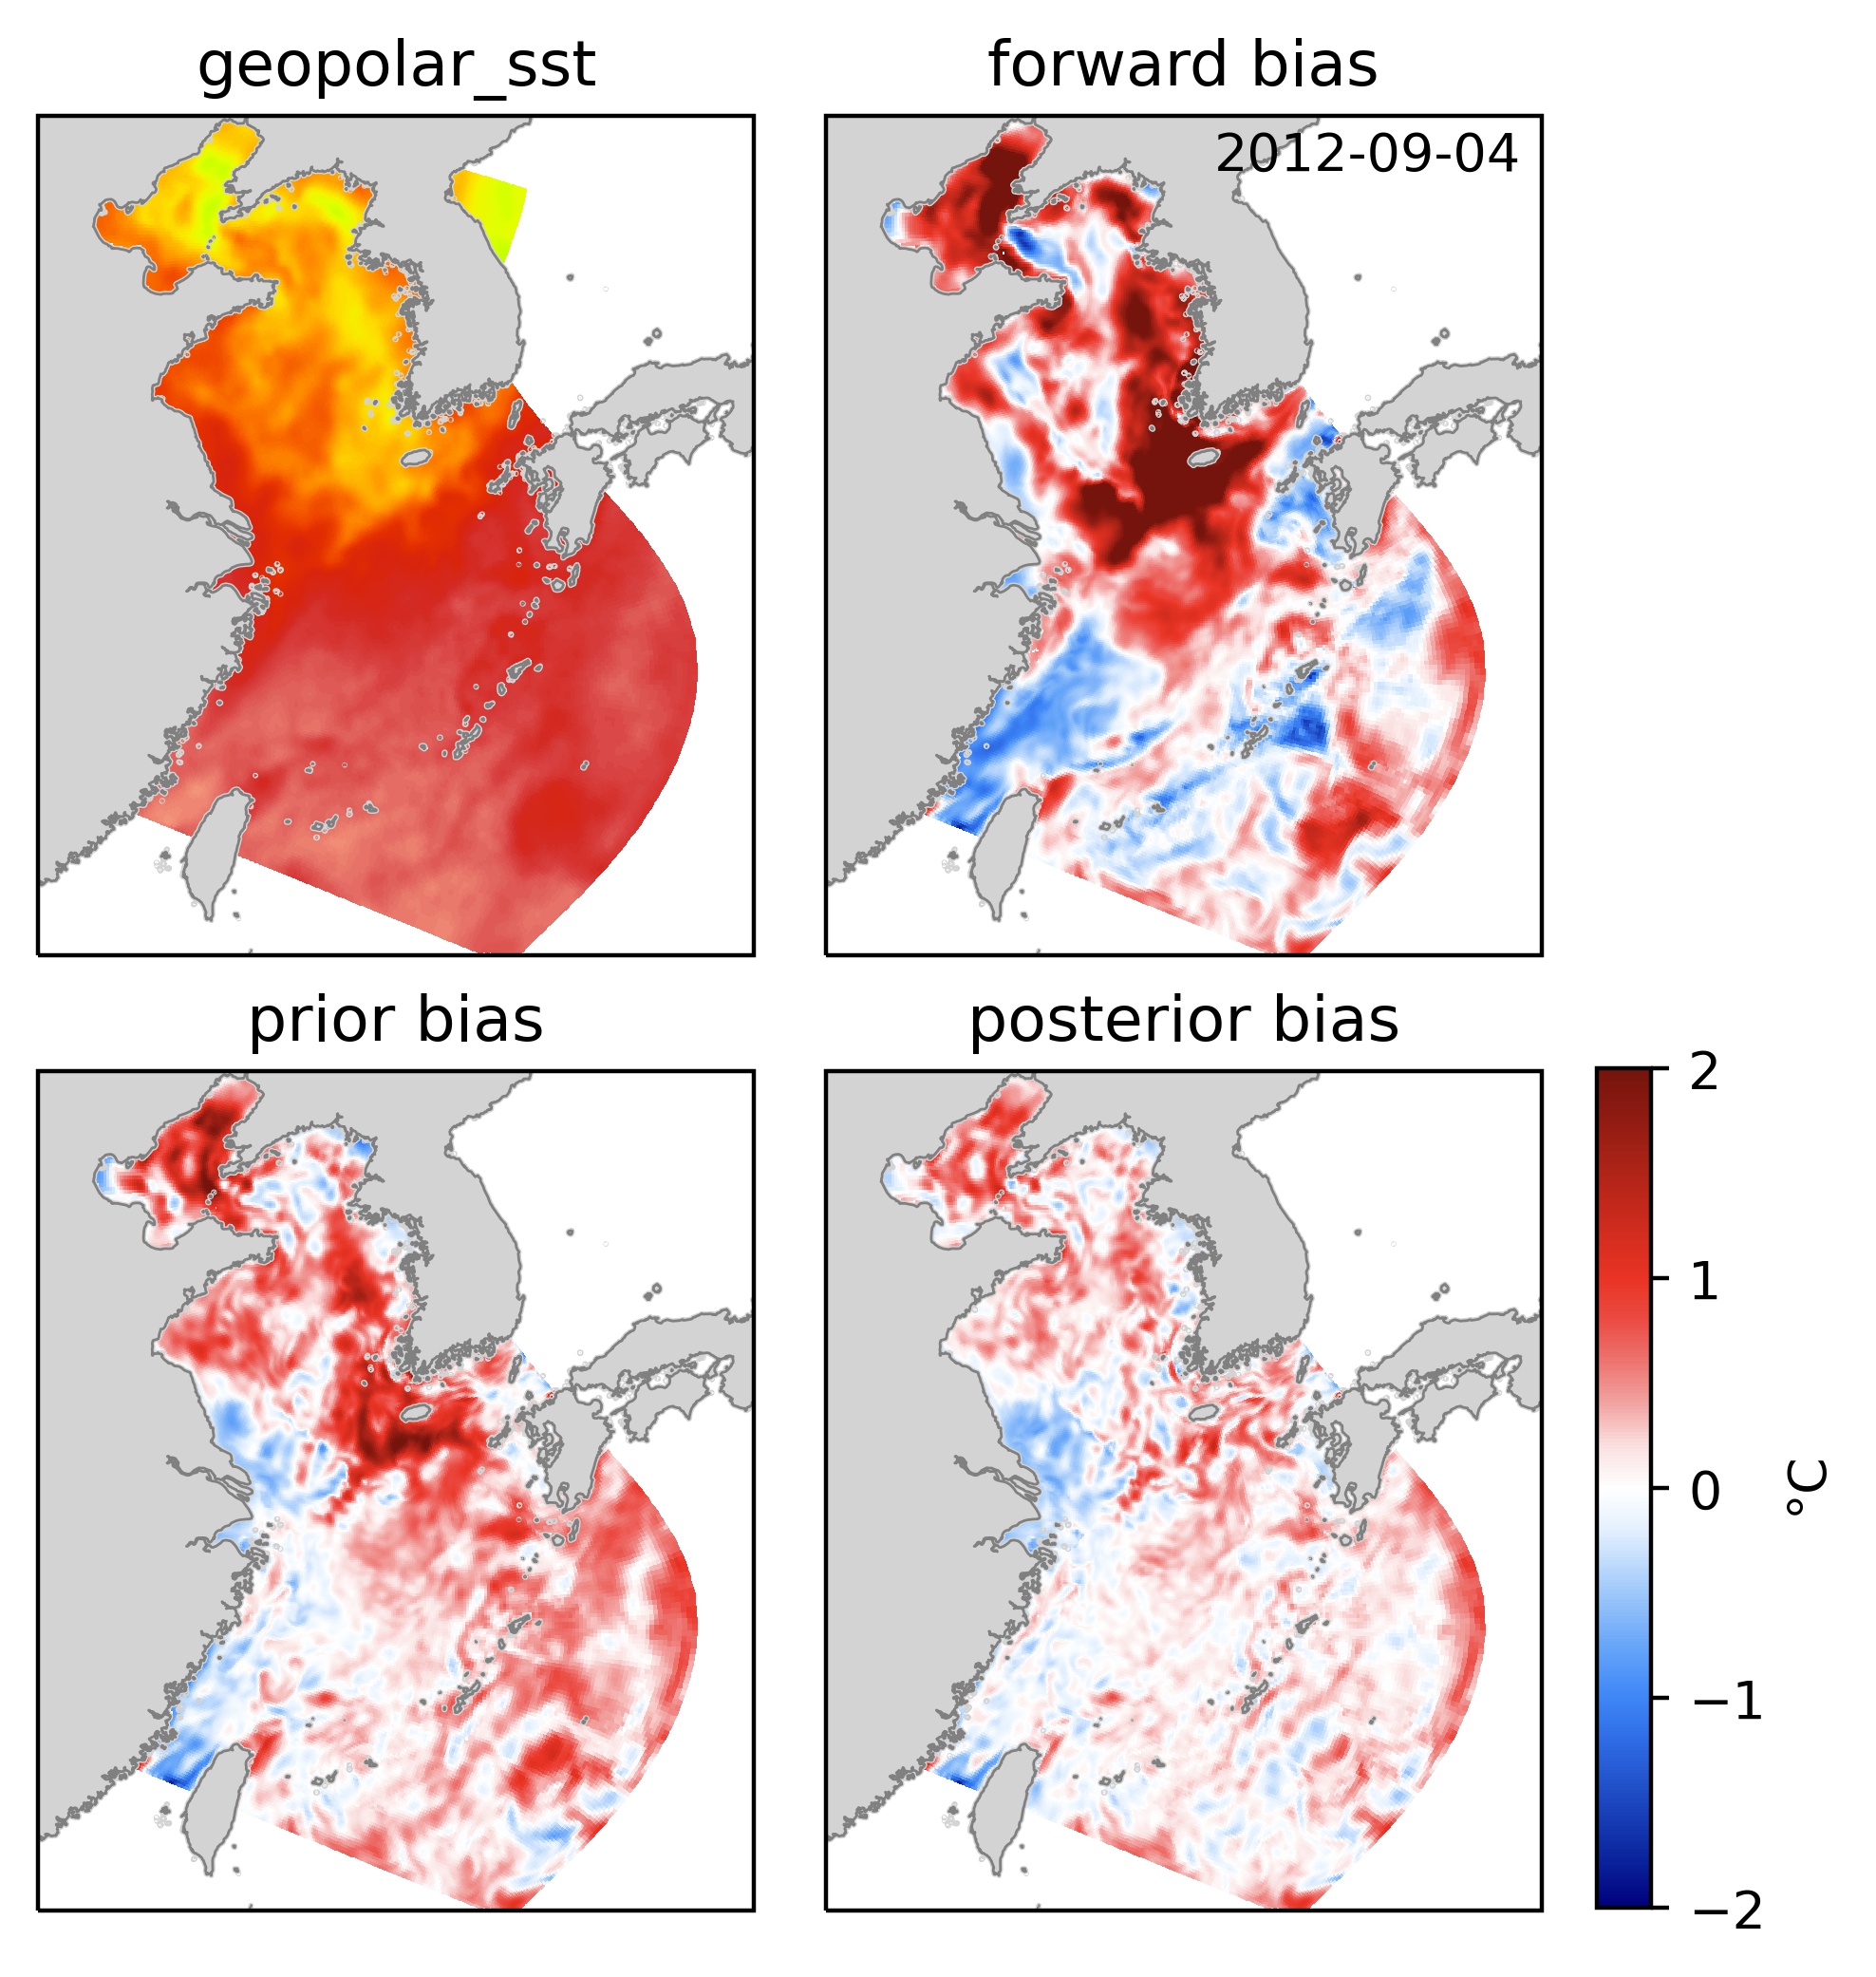 geopolar_sst
forward bias
2012-09-04
prior bias
posterior bias
2
1
0
−1
−2
°C